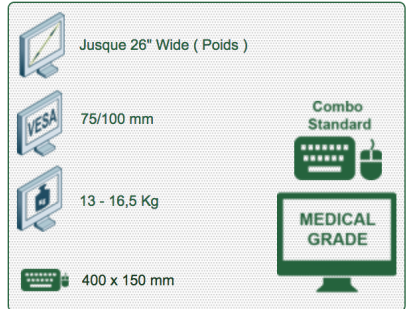 Jusque 26" Wide ( Poids )
VESA
75/100 mm
Combo
Standard
KG
13 - 16,5 Kg
MEDICAL
GRADE
400 x 150 mm